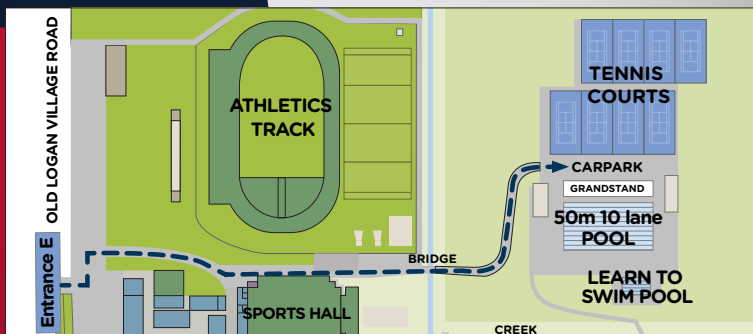 OLD LOGAN VILLAGE ROAD
Entrance E
ATHLETICS
TRACK
TENNIS
COURTS
CARPARK
GRANDSTAND
50m 10 lane
POOL
BRIDGE
LEARN TO
SWIM POOL
SPORTS HALL
CREEK